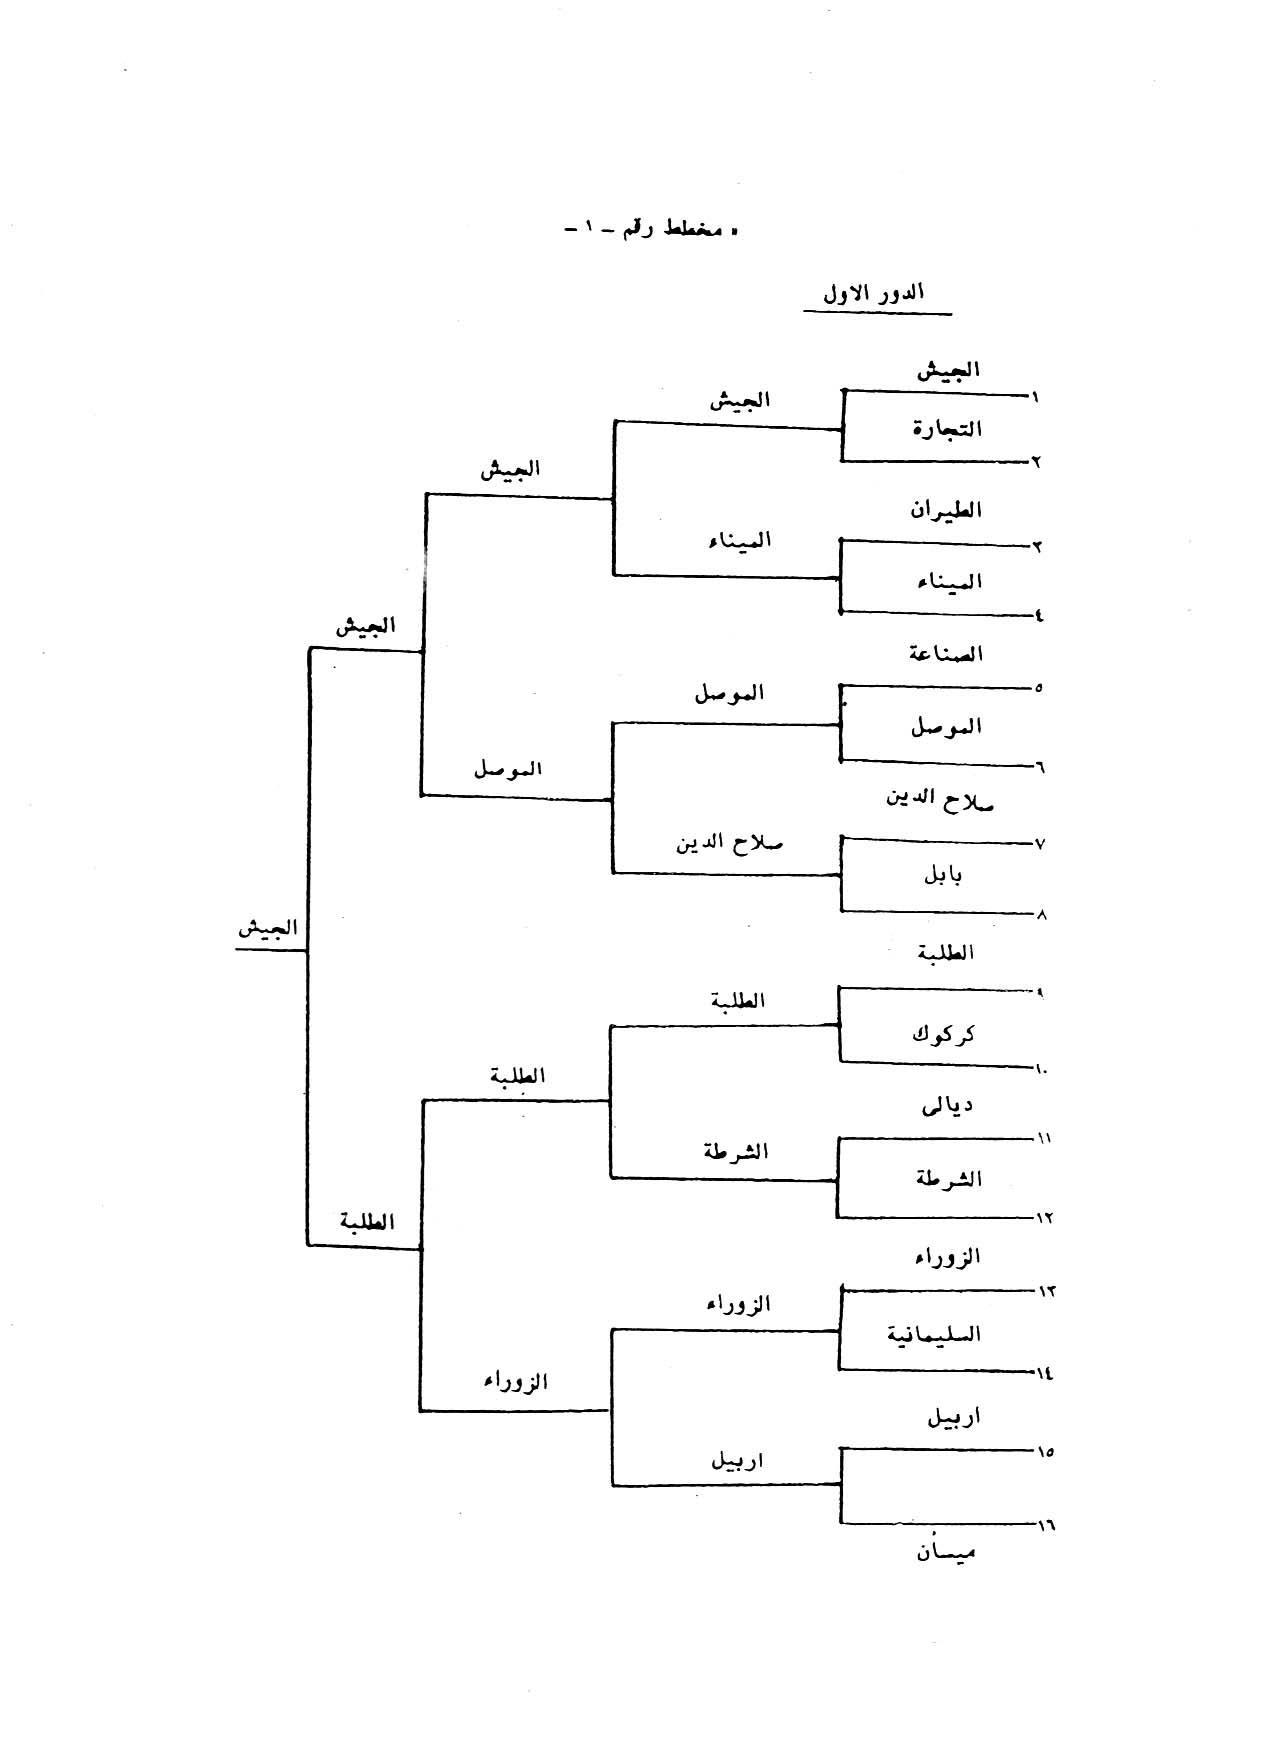 مخطط رقم – ١ –
الدور الاول
الجيش
١
التجارة
٢
الطيران
٣
الميناء
٤
الصناعة
٥
الموصل
٦
صلاح الدين
٧
بابل
٨
الطلبة
٩
كركوك
١٠
ديالى
١١
الشرطة
١٢
الزوراء
١٣
السليمانية
١٤
اربيل
١٥
١٦
ميسان
الجيش
الميناء
الموصل
صلاح الدين
الطلبة
الشرطة
الزوراء
اربيل
الجيش
الموصل
الطلبة
الزوراء
الجيش
الطلبة
الجيش